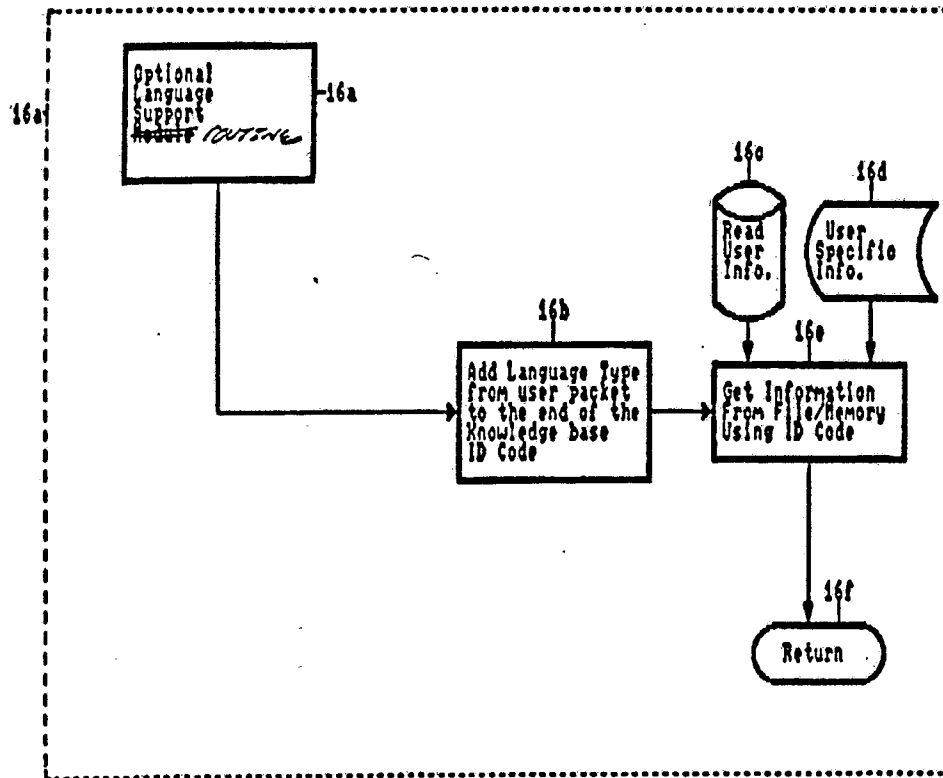 16a
Optional
Language
Support
Module ROUTINE
16a
16c
16d
Read
User
Info.
User
Specific
Info.
16b
16e
Add Language Type
from user packet
to the end of the
Knowledge base
ID Code
Get Information
From File/Memory
Using ID Code
16f
Return